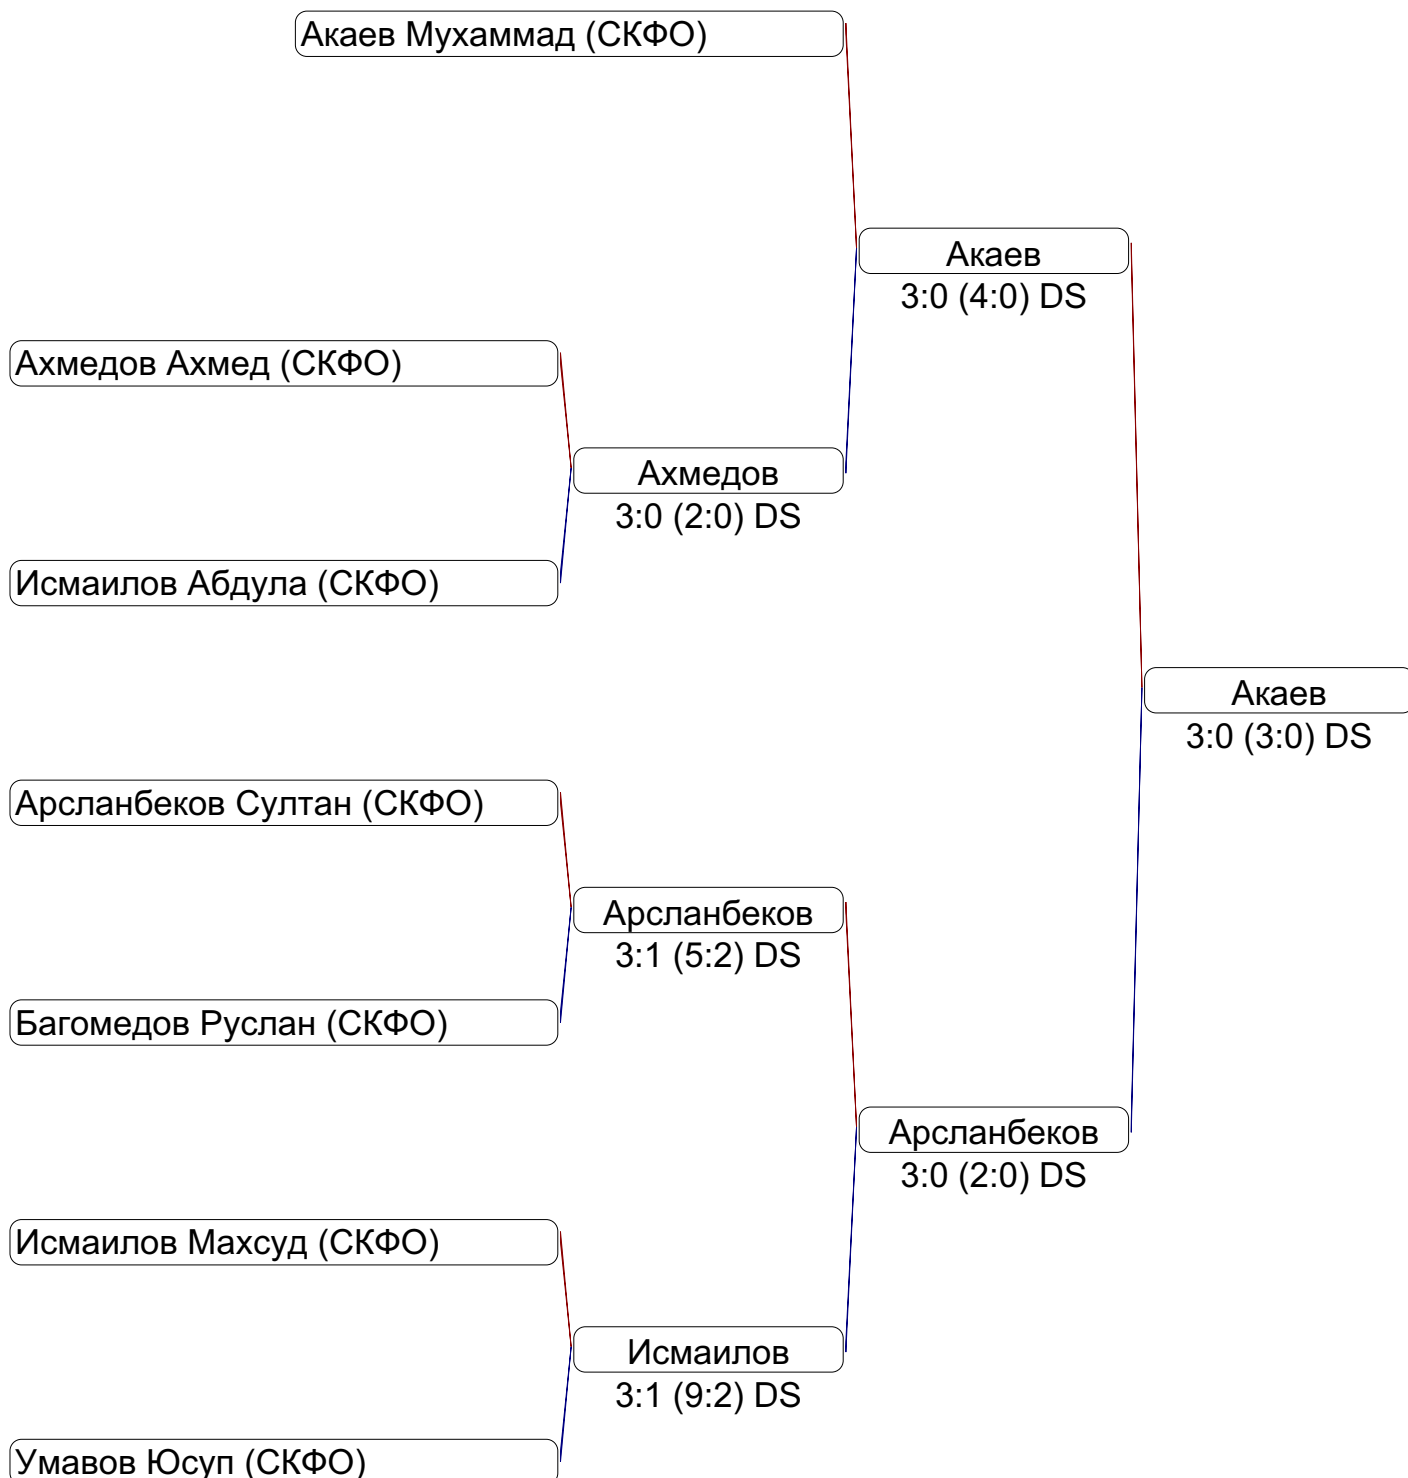 Акаев Мухаммад (СКФО)
Акаев
3:0 (4:0) DS
Ахмедов Ахмед (СКФО)
Ахмедов
3:0 (2:0) DS
Исмаилов Абдула (СКФО)
Акаев
3:0 (3:0) DS
Арсланбеков Султан (СКФО)
Арсланбеков
3:1 (5:2) DS
Багомедов Руслан (СКФО)
Арсланбеков
3:0 (2:0) DS
Исмаилов Махсуд (СКФО)
Исмаилов
3:1 (9:2) DS
Умавов Юсуп (СКФО)